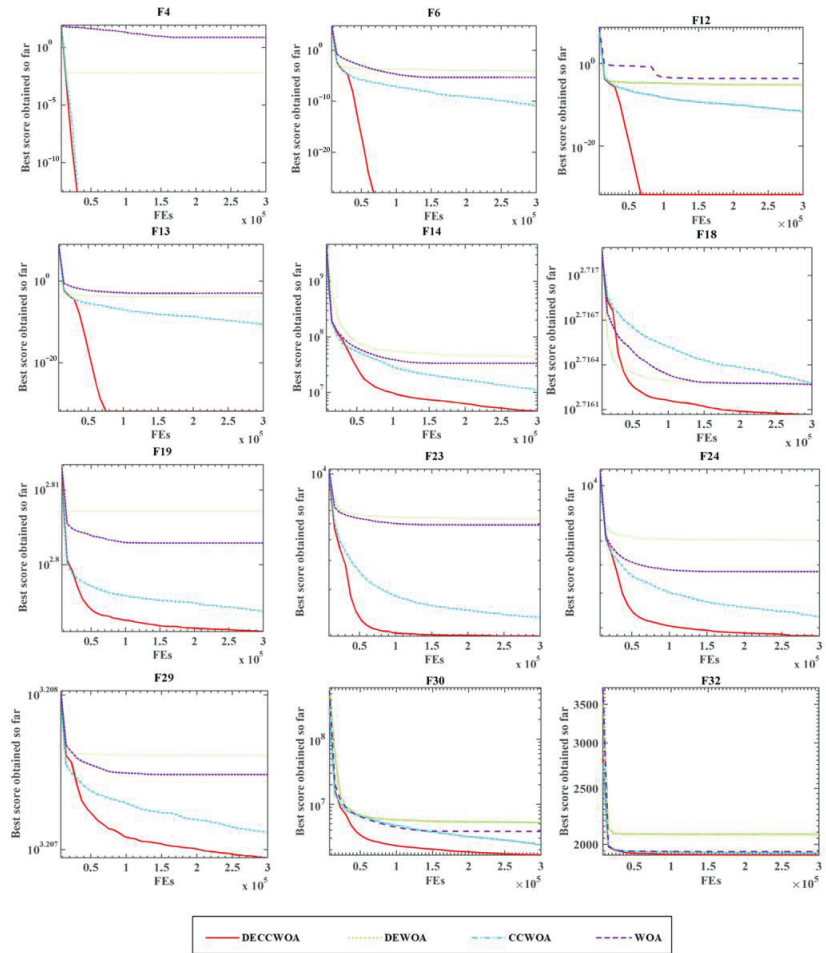 F4
Best score obtained so far
10^0
10^-5
10^-10
0.5 1 1.5 2 2.5 3
FEs
x 10^5
F6
Best score obtained so far
10^0
10^-10
10^-20
0.5 1 1.5 2 2.5 3
FEs
x 10^5
F12
Best score obtained so far
10^0
10^-20
0.5 1 1.5 2 2.5 3
FEs
×10^5
F13
Best score obtained so far
10^0
10^-20
0.5 1 1.5 2 2.5 3
FEs
x 10^5
F14
Best score obtained so far
10^9
10^8
10^7
0.5 1 1.5 2 2.5 3
FEs
x 10^5
F18
Best score obtained so far
10^2.717
10^2.7167
10^2.7164
10^2.7161
0.5 1 1.5 2 2.5 3
FEs
x 10^5
F19
Best score obtained so far
10^2.81
10^2.8
0.5 1 1.5 2 2.5 3
FEs
x 10^5
F23
Best score obtained so far
10^4
0.5 1 1.5 2 2.5 3
FEs
x 10^5
F24
Best score obtained so far
10^4
0.5 1 1.5 2 2.5 3
FEs
x 10^5
F29
Best score obtained so far
10^3.208
10^3.207
0.5 1 1.5 2 2.5 3
FEs
x 10^5
F30
Best score obtained so far
10^8
10^7
0.5 1 1.5 2 2.5 3
FEs
×10^5
F32
Best score obtained so far
3500
3000
2500
2000
0.5 1 1.5 2 2.5 3
FEs
×10^5
DECCWOA DEWOA CCWOA WOA